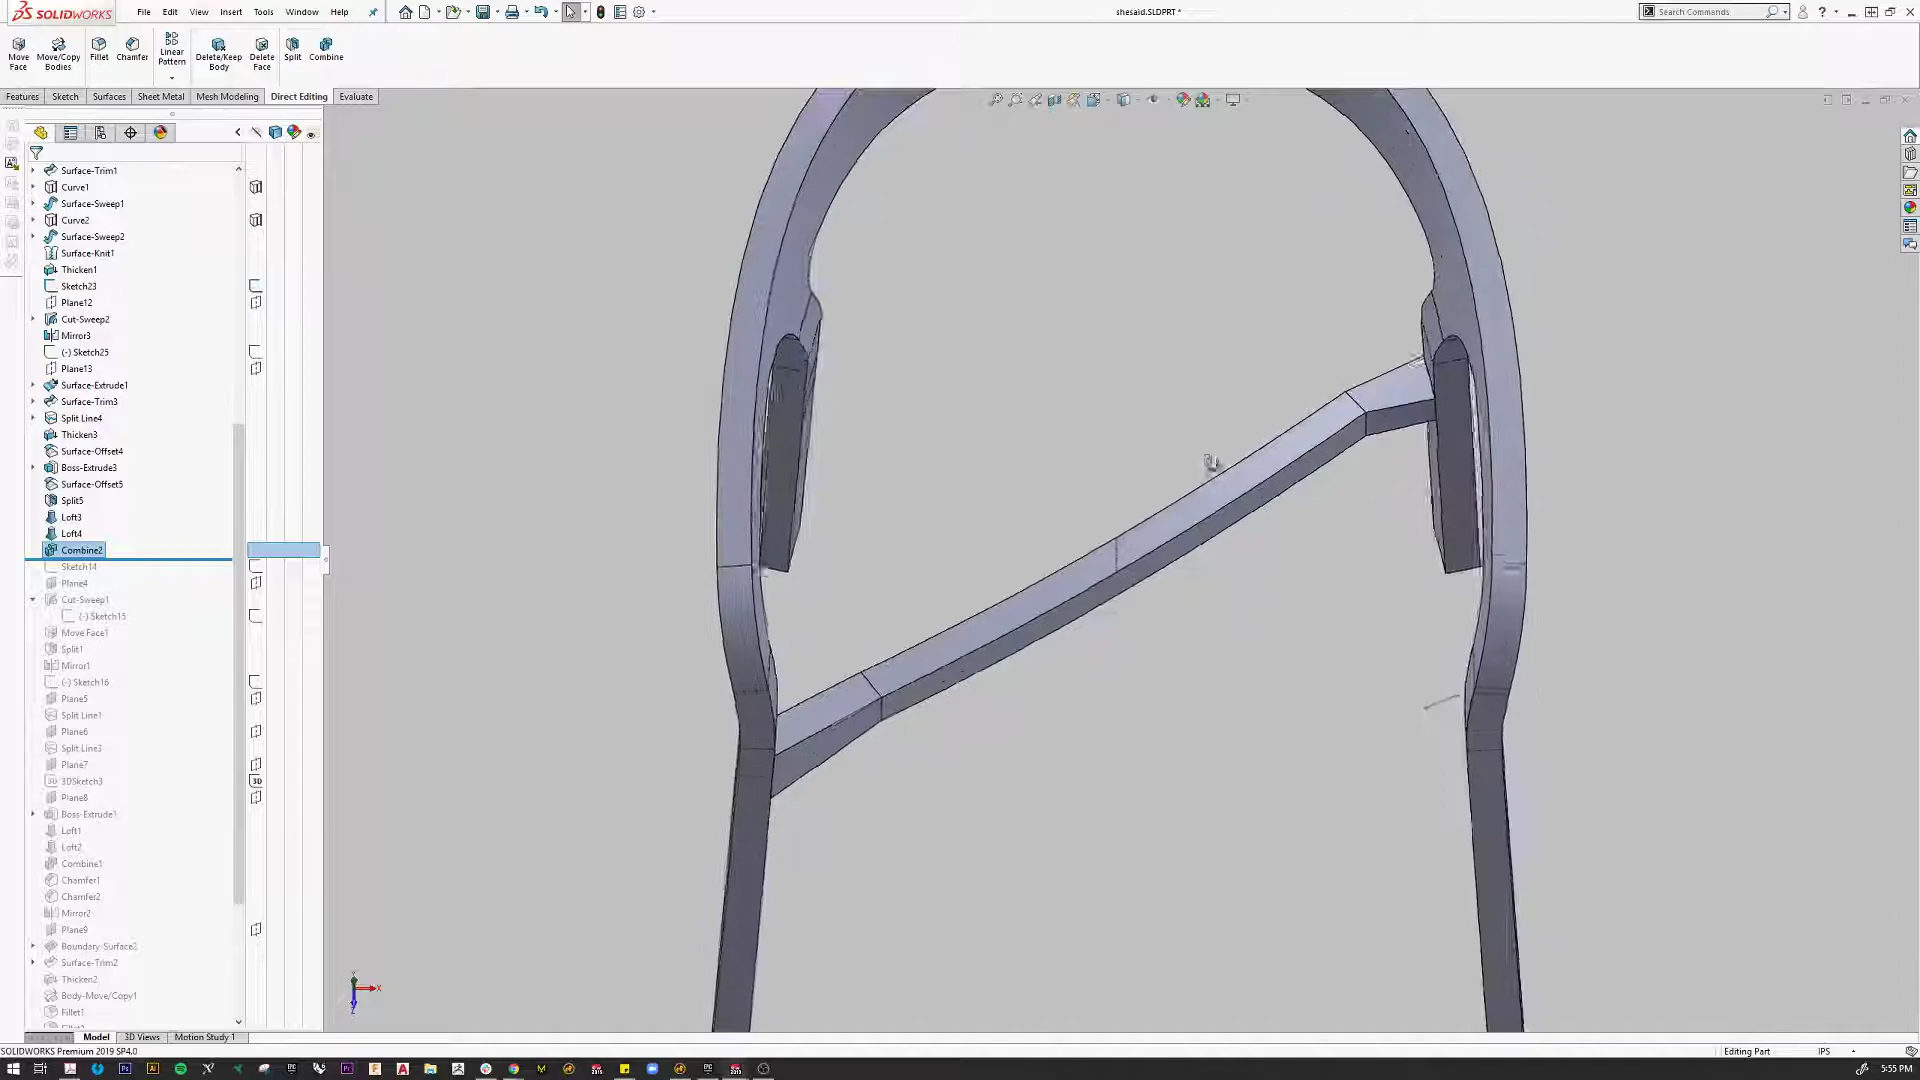 SOLIDWORKS File Edit View Insert Tools Window Help shesaid.SLDPRT * Search Commands
Move Face Move/Copy Bodies Fillet Chamfer Linear Pattern Delete/Keep Body Delete Face Split Combine
Features Sketch Surfaces Sheet Metal Mesh Modeling Direct Editing Evaluate
Surface-Trim1
Curve1
Surface-Sweep1
Curve2
Surface-Sweep2
Surface-Knit1
Thicken1
Sketch23
Plane12
Cut-Sweep2
Mirror3
(-) Sketch25
Plane13
Surface-Extrude1
Surface-Trim3
Split Line4
Thicken3
Surface-Offset4
Boss-Extrude3
Surface-Offset5
Split5
Loft3
Loft4
Combine2
Sketch14
Plane4
Cut-Sweep1
(-) Sketch15
Move Face1
Split1
Mirror1
(-) Sketch16
Plane5
Split Line1
Plane6
Split Line3
Plane7
3DSketch3
Plane8
Boss-Extrude1
Loft1
Loft2
Combine1
Chamfer1
Chamfer2
Mirror2
Plane9
Boundary-Surface2
Surface-Trim2
Thicken2
Body-Move/Copy1
Fillet1
Model 3D Views Motion Study 1
SOLIDWORKS Premium 2019 SP4.0 Editing Part IPS
5:55 PM